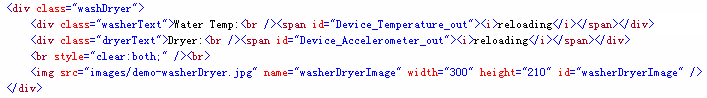 <div class="washDryer">
<div class="washerText">Water Temp:<br /><span id="Device_Temperature_out"><i>reloading</i></span></div>
<div class="dryerText">Dryer:<br /><span id="Device_Accelerometer_out"><i>reloading</i></span></div>
<br style="clear:both;" /><br>
<img src="images/demo-washerDryer.jpg" name="washerDryerImage" width="300" height="210" id="washerDryerImage" />
</div>